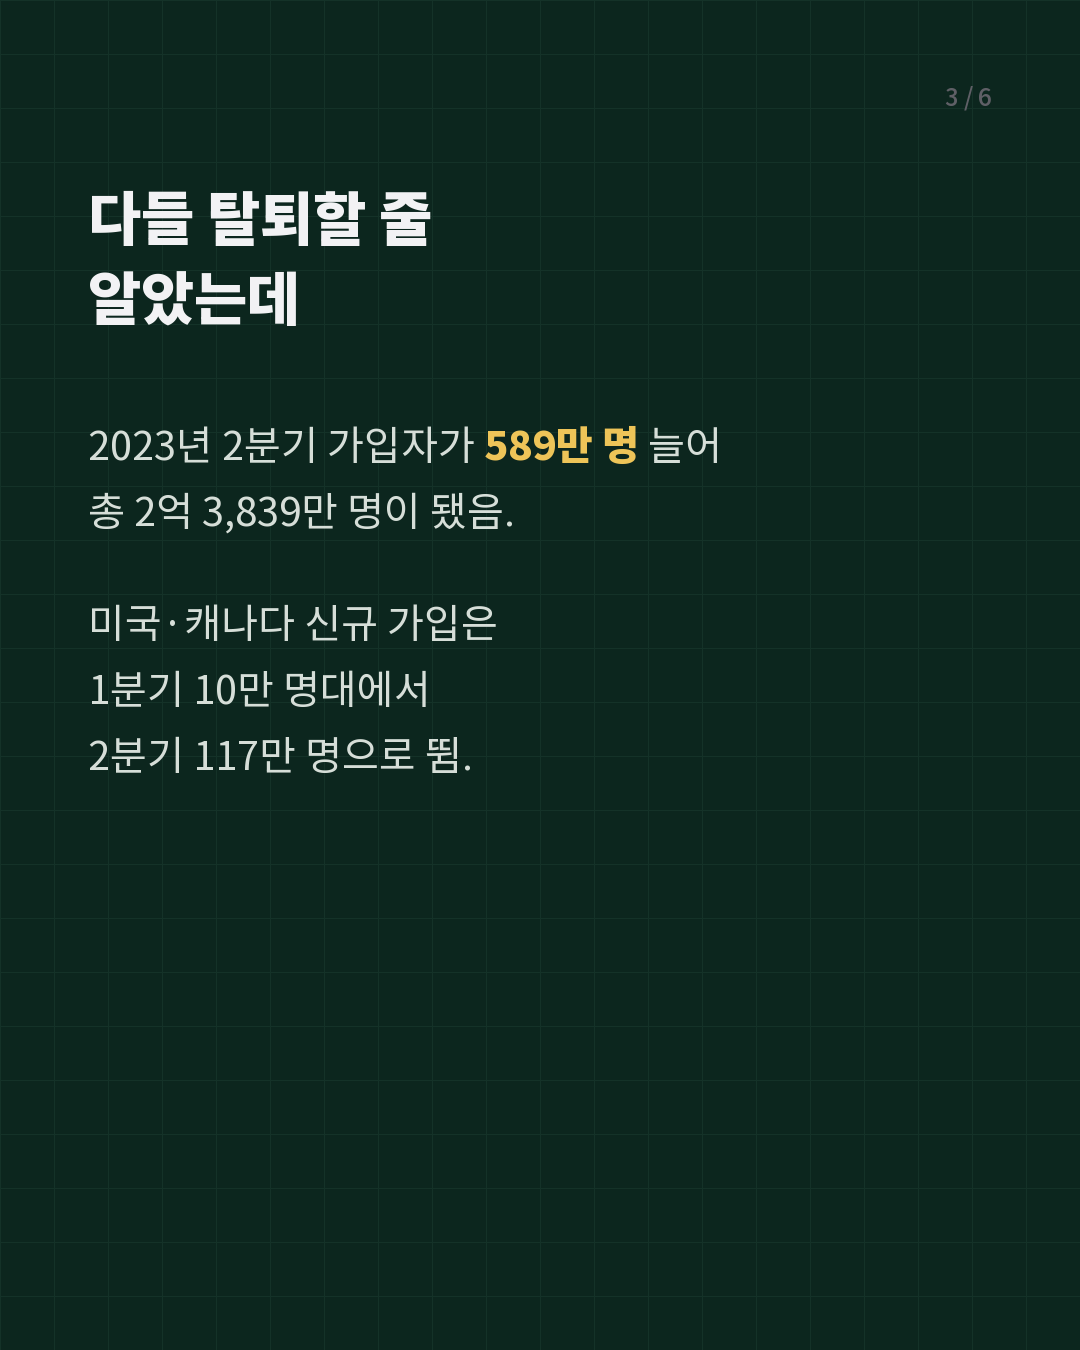 3 / 6
다들 탈퇴할 줄
알았는데
2023년 2분기 가입자가 589만 명 늘어
총 2억 3,839만 명이 됐음.
미국·캐나다 신규 가입은
1분기 10만 명대에서
2분기 117만 명으로 뜀.